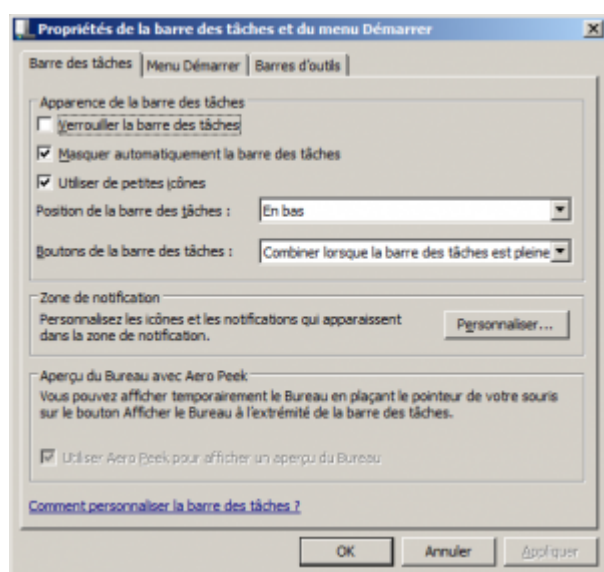 Propriétés de la barre des tâches et du menu Démarrer
Barre des tâches Menu Démarrer Barres d'outils
Apparence de la barre des tâches
Verrouiller la barre des tâches
Masquer automatiquement la barre des tâches
Utiliser de petites icônes
Position de la barre des tâches : En bas
Boutons de la barre des tâches : Combiner lorsque la barre des tâches est pleine
Zone de notification
Personnalisez les icônes et les notifications qui apparaissent
dans la zone de notification.
Personnaliser...
Aperçu du Bureau avec Aero Peek
Vous pouvez afficher temporairement le Bureau en plaçant le pointeur de votre souris
sur le bouton Afficher le Bureau à l'extrémité de la barre des tâches.
Utiliser Aero Peek pour afficher un aperçu du Bureau
Comment personnaliser la barre des tâches ?
OK Annuler Appliquer